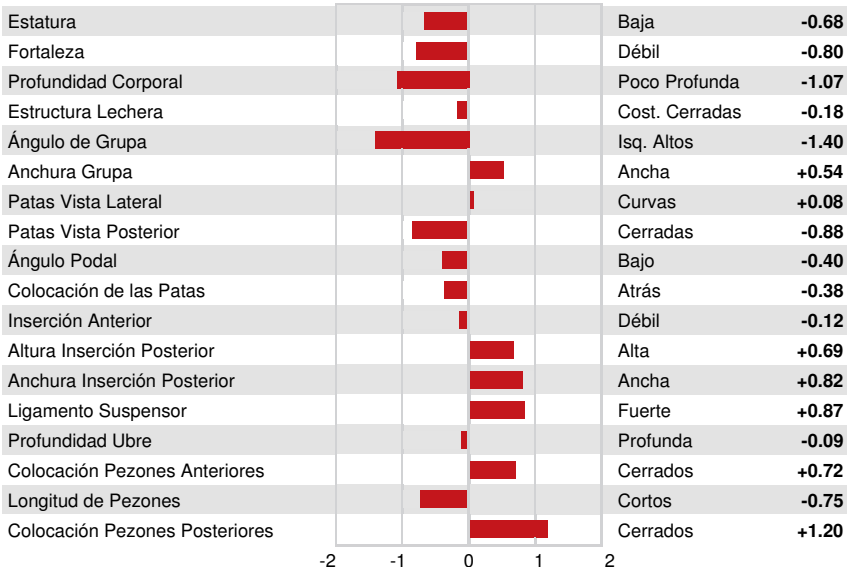 Estatura Baja -0.68
Fortaleza Débil -0.80
Profundidad Corporal Poco Profunda -1.07
Estructura Lechera Cost. Cerradas -0.18
Ángulo de Grupa Isq. Altos -1.40
Anchura Grupa Ancha +0.54
Patas Vista Lateral Curvas +0.08
Patas Vista Posterior Cerradas -0.88
Ángulo Podal Bajo -0.40
Colocación de las Patas Atrás -0.38
Inserción Anterior Débil -0.12
Altura Inserción Posterior Alta +0.69
Anchura Inserción Posterior Ancha +0.82
Ligamento Suspensor Fuerte +0.87
Profundidad Ubre Profunda -0.09
Colocación Pezones Anteriores Cerrados +0.72
Longitud de Pezones Cortos -0.75
Colocación Pezones Posteriores Cerrados +1.20
-2 -1 0 1 2